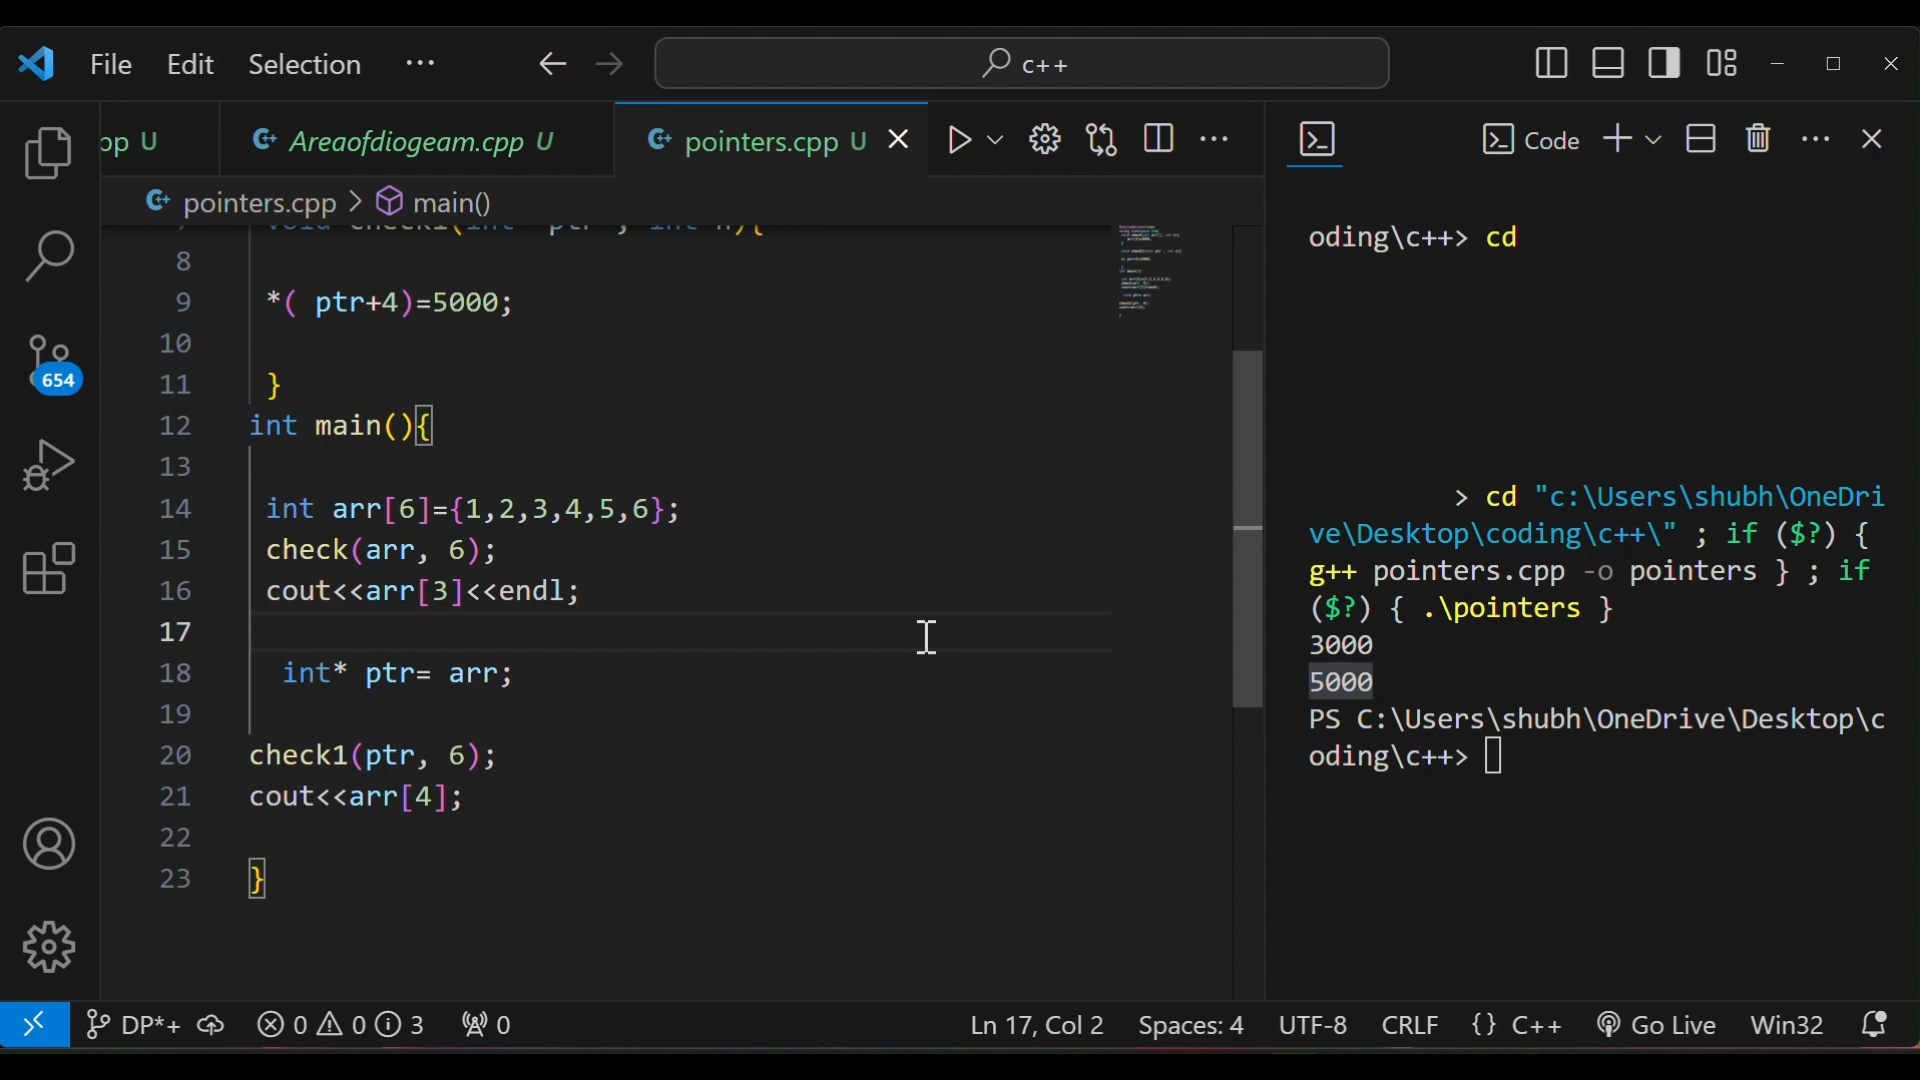 File Edit Selection ··· c++
pp U Areaofdiogeam.cpp U pointers.cpp U Code
pointers.cpp > main()
8
9 *( ptr+4)=5000;
10
11 }
12 int main(){
13
14 int arr[6]={1,2,3,4,5,6};
15 check(arr, 6);
16 cout<<arr[3]<<endl;
17
18 int* ptr= arr;
19
20 check1(ptr, 6);
21 cout<<arr[4];
22
23 }
654
oding\c++> cd
> cd "c:\Users\shubh\OneDri
ve\Desktop\coding\c++\" ; if ($?) {
g++ pointers.cpp -o pointers } ; if
($?) { .\pointers }
3000
5000
PS C:\Users\shubh\OneDrive\Desktop\c
oding\c++>
DP*+ 0 0 3 0 Ln 17, Col 2 Spaces: 4 UTF-8 CRLF {} C++ Go Live Win32